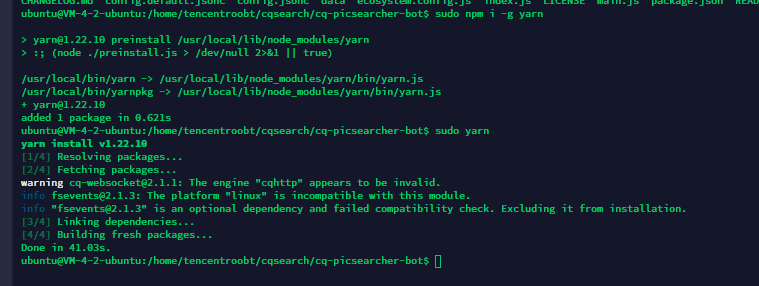 CHANGELOG.md config.default.jsonc config.jsonc data ecosystem.config.js index.js LICENSE main.js package.json READ
ubuntu@VM-4-2-ubuntu:/home/tencentroobt/cqsearch/cq-picsearcher-bot$ sudo npm i -g yarn
> yarn@1.22.10 preinstall /usr/local/lib/node_modules/yarn
> :; (node ./preinstall.js > /dev/null 2>&1 || true)
/usr/local/bin/yarn -> /usr/local/lib/node_modules/yarn/bin/yarn.js
/usr/local/bin/yarnpkg -> /usr/local/lib/node_modules/yarn/bin/yarn.js
+ yarn@1.22.10
added 1 package in 0.621s
ubuntu@VM-4-2-ubuntu:/home/tencentroobt/cqsearch/cq-picsearcher-bot$ sudo yarn
yarn install v1.22.10
[1/4] Resolving packages...
[2/4] Fetching packages...
warning cq-websocket@2.1.1: The engine "cqhttp" appears to be invalid.
info fsevents@2.1.3: The platform "linux" is incompatible with this module.
info "fsevents@2.1.3" is an optional dependency and failed compatibility check. Excluding it from installation.
[3/4] Linking dependencies...
[4/4] Building fresh packages...
Done in 41.03s.
ubuntu@VM-4-2-ubuntu:/home/tencentroobt/cqsearch/cq-picsearcher-bot$